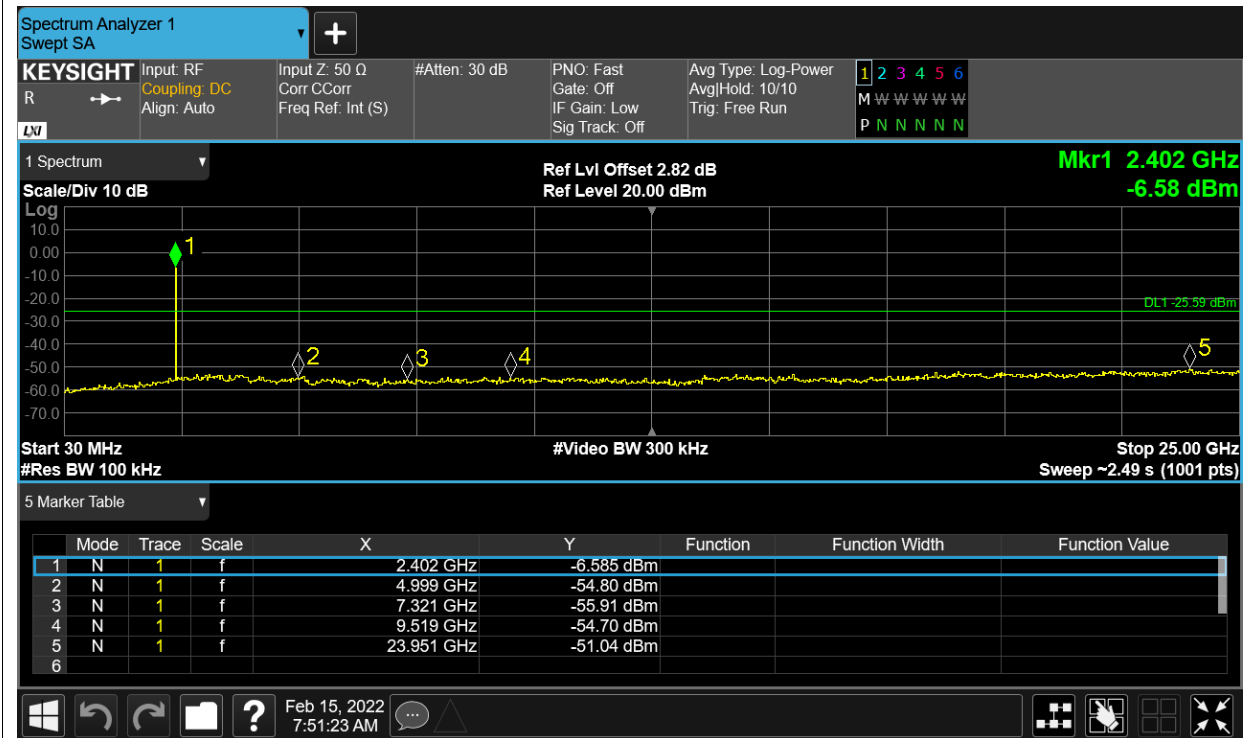 Spectrum Analyzer 1
Swept SA
+
KEYSIGHT Input: RF Input Z: 50 Ω #Atten: 30 dB PNO: Fast Avg Type: Log-Power 1 2 3 4 5 6
R Coupling: DC Corr CCorr Gate: Off Avg|Hold: 10/10 M W W W W W
Align: Auto Freq Ref: Int (S) IF Gain: Low Trig: Free Run
LXI Sig Track: Off P N N N N N
1 Spectrum Ref Lvl Offset 2.82 dB Mkr1 2.402 GHz
Scale/Div 10 dB Ref Level 20.00 dBm -6.58 dBm
Log
10.0
1
0.00
-10.0
-20.0
DL1 -25.59 dBm
-30.0
-40.0
2 3 4 5
-50.0
-60.0
-70.0
Start 30 MHz #Video BW 300 kHz Stop 25.00 GHz
#Res BW 100 kHz Sweep ~2.49 s (1001 pts)
5 Marker Table
Mode Trace Scale X Y Function Function Width Function Value
1 N 1 f 2.402 GHz -6.585 dBm
2 N 1 f 4.999 GHz -54.80 dBm
3 N 1 f 7.321 GHz -55.91 dBm
4 N 1 f 9.519 GHz -54.70 dBm
5 N 1 f 23.951 GHz -51.04 dBm
6
? Feb 15, 2022
7:51:23 AM